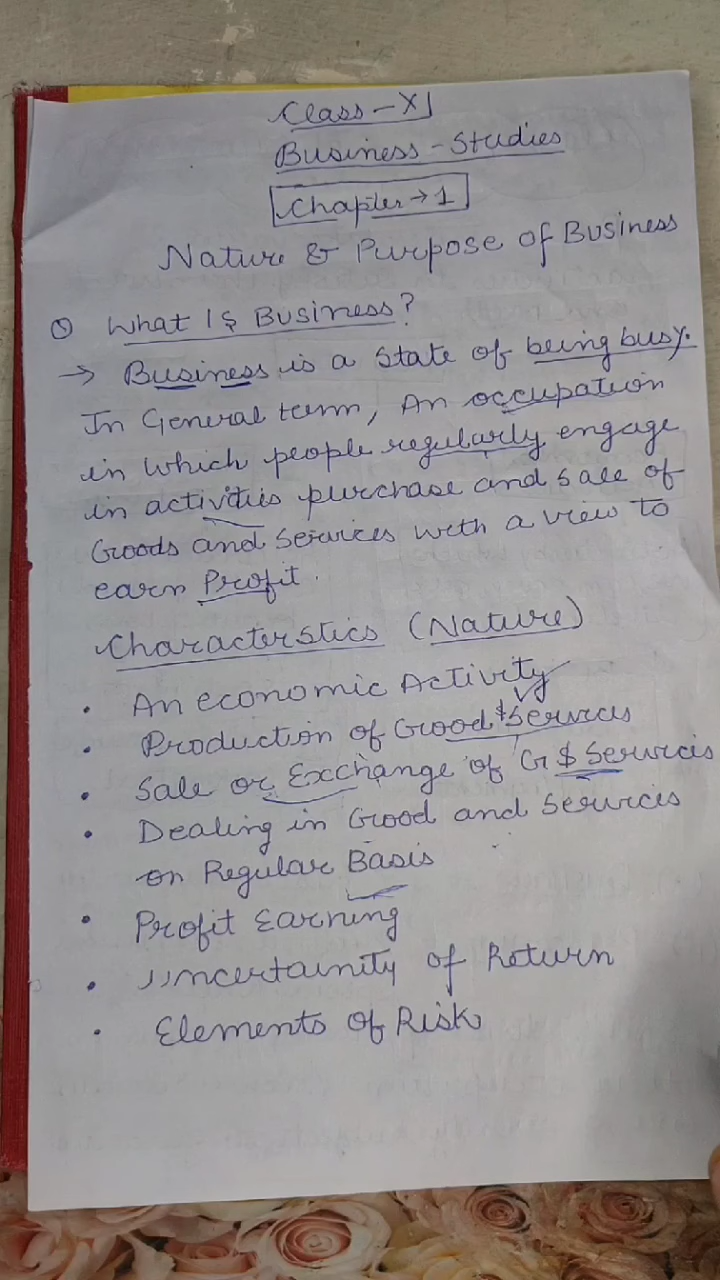 Class - XI
Business - Studies
Chapter → 1
Nature & Purpose of Business
What IS Business?
→ Business is a State of being busy.
In General term, An occupation
in which people regularly engage
in activities purchase and sale of
Goods and Services with a view to
earn Profit.
Characterstics (Nature)
• An economic Activity
• Production of Good & Services
• Sale or Exchange of G & Services
• Dealing in Good and Services
on Regular Basis
• Profit Earning
• Uncertainity of Return
• Elements of Risk